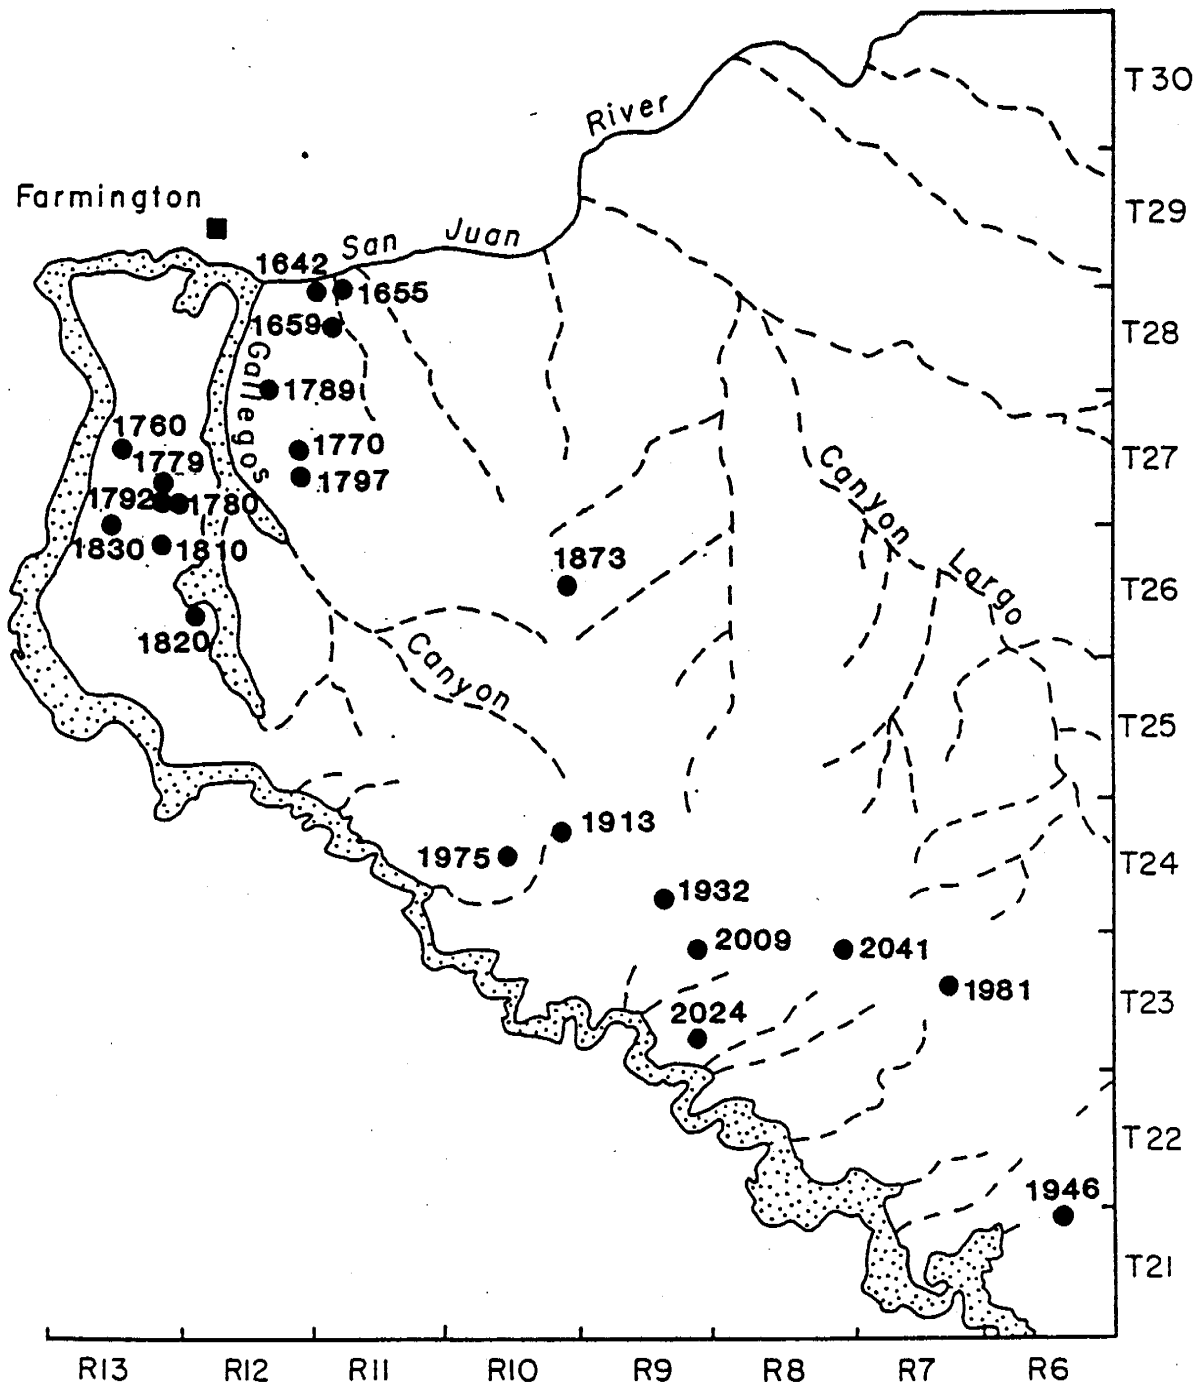 T30
River
Farmington
T29
San Juan
1642
1655
1659
T28
Gallegos
1789
1760
1770
1779
T27
1797
Canyon
1792
1780
1830
1810
1873
Largo
T26
1820
Canyon
T25
1913
1975
T24
1932
2009
2041
1981
T23
2024
T22
1946
T21
R13 R12 R11 R10 R9 R8 R7 R6